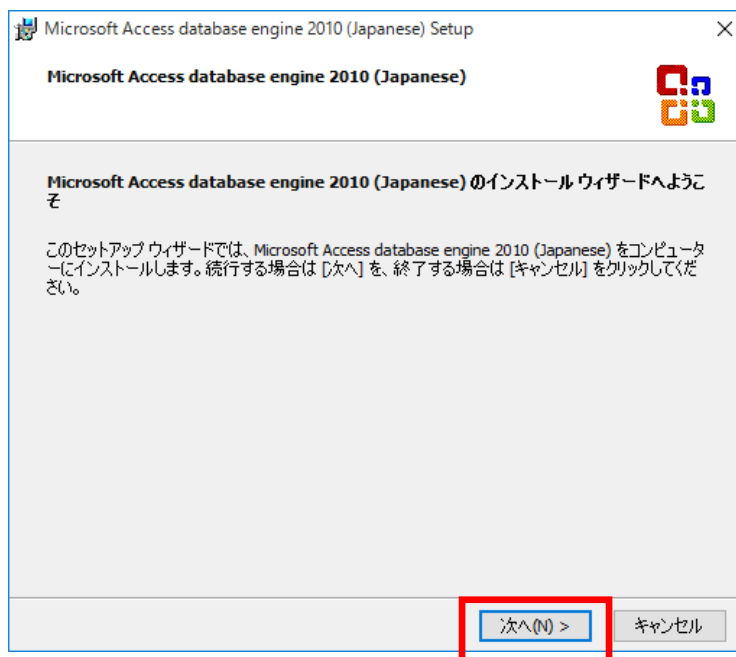 Microsoft Access database engine 2010 (Japanese) Setup
Microsoft Access database engine 2010 (Japanese)
Microsoft Access database engine 2010 (Japanese) のインストール ウィザードへようこ
そ
このセットアップ ウィザードでは、Microsoft Access database engine 2010 (Japanese) をコンピュータ
ーにインストールします。続行する場合は [次へ] を、終了する場合は [キャンセル] をクリックしてくだ
さい。
次へ(N) >
キャンセル